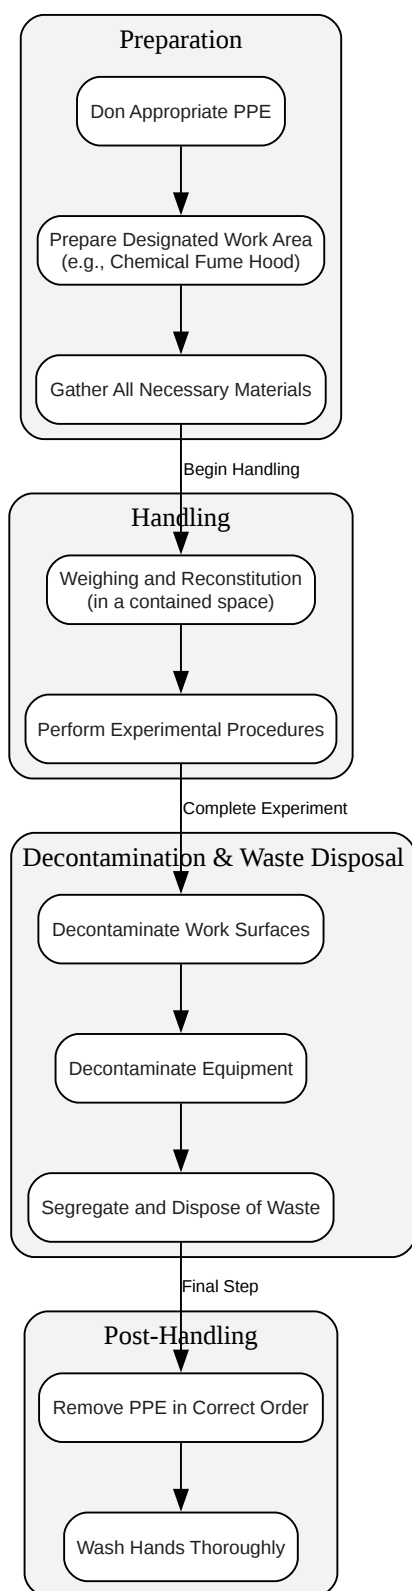 Preparation
Don Appropriate PPE
Prepare Designated Work Area
(e.g., Chemical Fume Hood)
Gather All Necessary Materials
Begin Handling
Handling
Weighing and Reconstitution
(in a contained space)
Perform Experimental Procedures
Complete Experiment
Decontamination & Waste Disposal
Decontaminate Work Surfaces
Decontaminate Equipment
Segregate and Dispose of Waste
Final Step
Post-Handling
Remove PPE in Correct Order
Wash Hands Thoroughly